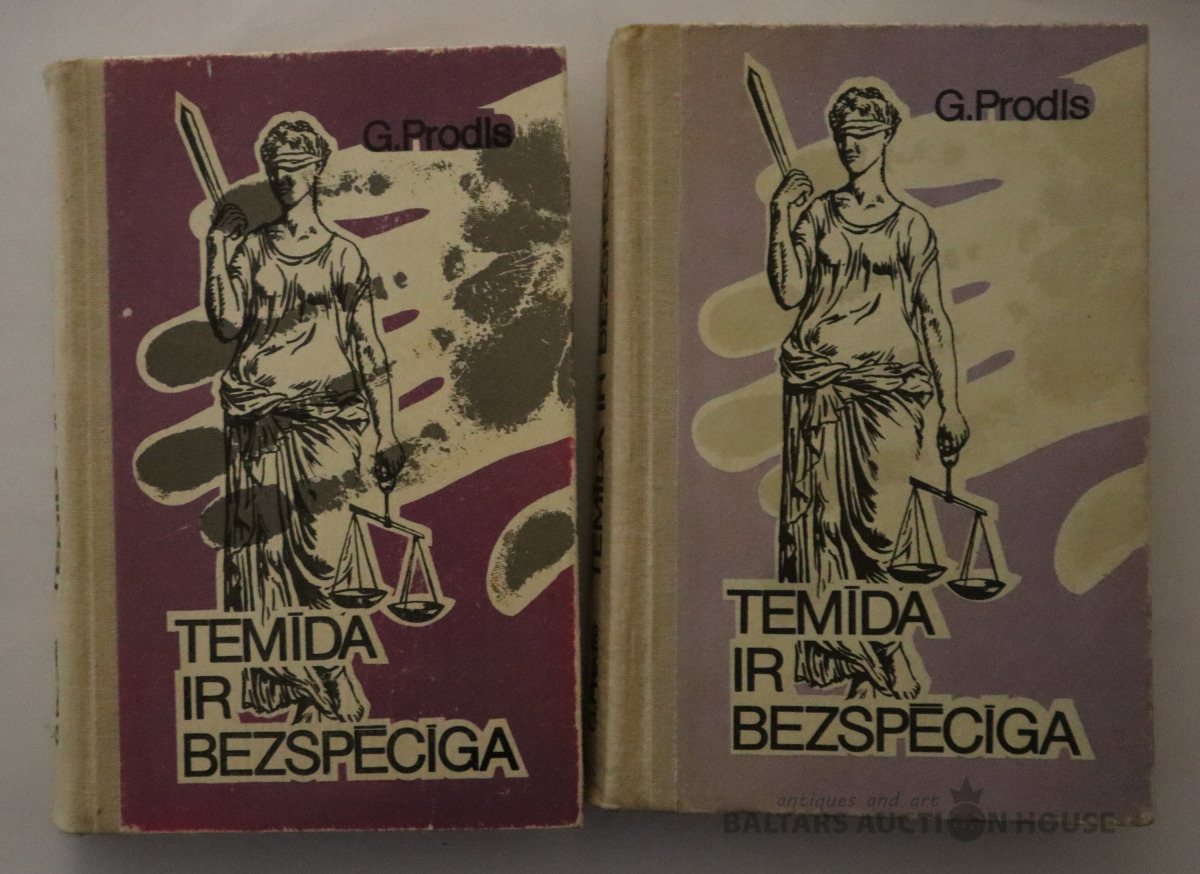 G.Prodls
TEMĪDA
IR
BEZSPĒCĪGA
G.Prodls
TEMĪDA
IR
BEZSPĒCĪGA
antiques and art
BALTARS AUCTION HOUSE